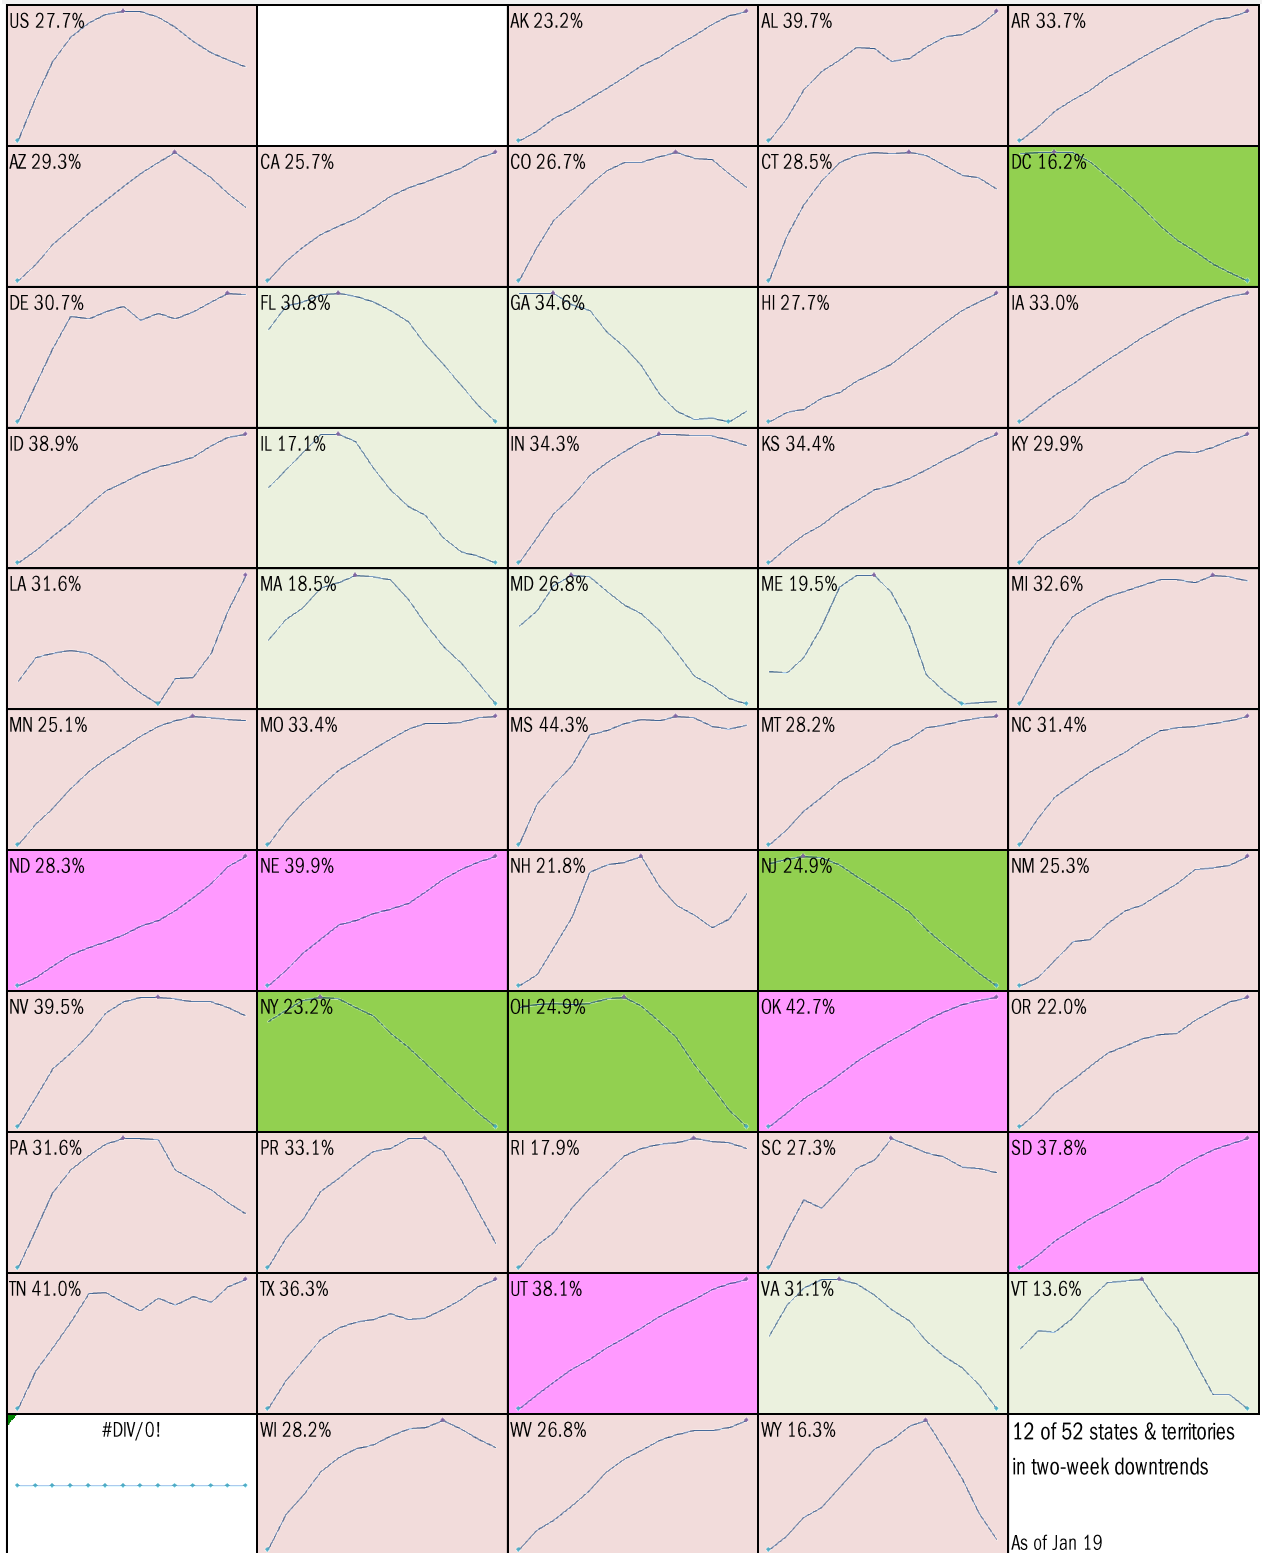 US 27.7%
AK 23.2%
AL 39.7%
AR 33.7%
AZ 29.3%
CA 25.7%
CO 26.7%
CT 28.5%
DC 16.2%
DE 30.7%
FL 30.8%
GA 34.6%
HI 27.7%
IA 33.0%
ID 38.9%
IL 17.1%
IN 34.3%
KS 34.4%
KY 29.9%
LA 31.6%
MA 18.5%
MD 26.8%
ME 19.5%
MI 32.6%
MN 25.1%
MO 33.4%
MS 44.3%
MT 28.2%
NC 31.4%
ND 28.3%
NE 39.9%
NH 21.8%
NJ 24.9%
NM 25.3%
NV 39.5%
NY 23.2%
OH 24.9%
OK 42.7%
OR 22.0%
PA 31.6%
PR 33.1%
RI 17.9%
SC 27.3%
SD 37.8%
TN 41.0%
TX 36.3%
UT 38.1%
VA 31.1%
VT 13.6%
#DIV/0!
WI 28.2%
WV 26.8%
WY 16.3%
12 of 52 states & territories
in two-week downtrends
As of Jan 19